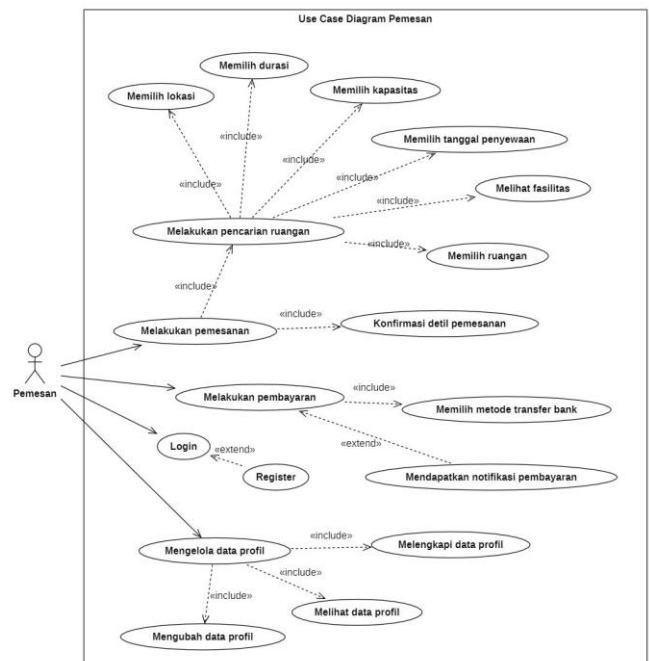 Use Case Diagram Pemesan
Memilih durasi
Memilih lokasi
Memilih kapasitas
«include»
«include»
Memilih tanggal penyewaan
«include»
«include»
Melihat fasilitas
«include»
Melakukan pencarian ruangan
«include»
Memilih ruangan
«include»
«include»
Melakukan pemesanan
Konfirmasi detil pemesanan
Pemesan
Melakukan pembayaran
«include»
Memilih metode transfer bank
Login
«extend»
«extend»
Register
Mendapatkan notifikasi pembayaran
«include»
Mengelola data profil
Melengkapi data profil
«include»
«include»
Melihat data profil
Mengubah data profil